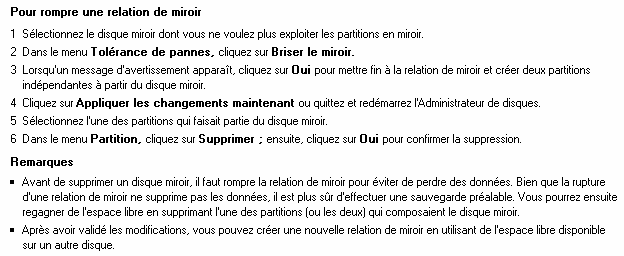 Pour rompre une relation de miroir
1 Sélectionnez le disque miroir dont vous ne voulez plus exploiter les partitions en miroir.
2 Dans le menu Tolérance de pannes, cliquez sur Briser le miroir.
3 Lorsqu'un message d'avertissement apparaît, cliquez sur Oui pour mettre fin à la relation de miroir et créer deux partitions
indépendantes à partir du disque miroir.
4 Cliquez sur Appliquer les changements maintenant ou quittez et redémarrez l'Administrateur de disques.
5 Sélectionnez l'une des partitions qui faisait partie du disque miroir.
6 Dans le menu Partition, cliquez sur Supprimer ; ensuite, cliquez sur Oui pour confirmer la suppression.
Remarques
▪ Avant de supprimer un disque miroir, il faut rompre la relation de miroir pour éviter de perdre des données. Bien que la rupture
d'une relation de miroir ne supprime pas les données, il est plus sûr d'effectuer une sauvegarde préalable. Vous pourrez ensuite
regagner de l'espace libre en supprimant l'une des partitions (ou les deux) qui composaient le disque miroir.
▪ Après avoir validé les modifications, vous pouvez créer une nouvelle relation de miroir en utilisant de l'espace libre disponible
sur un autre disque.